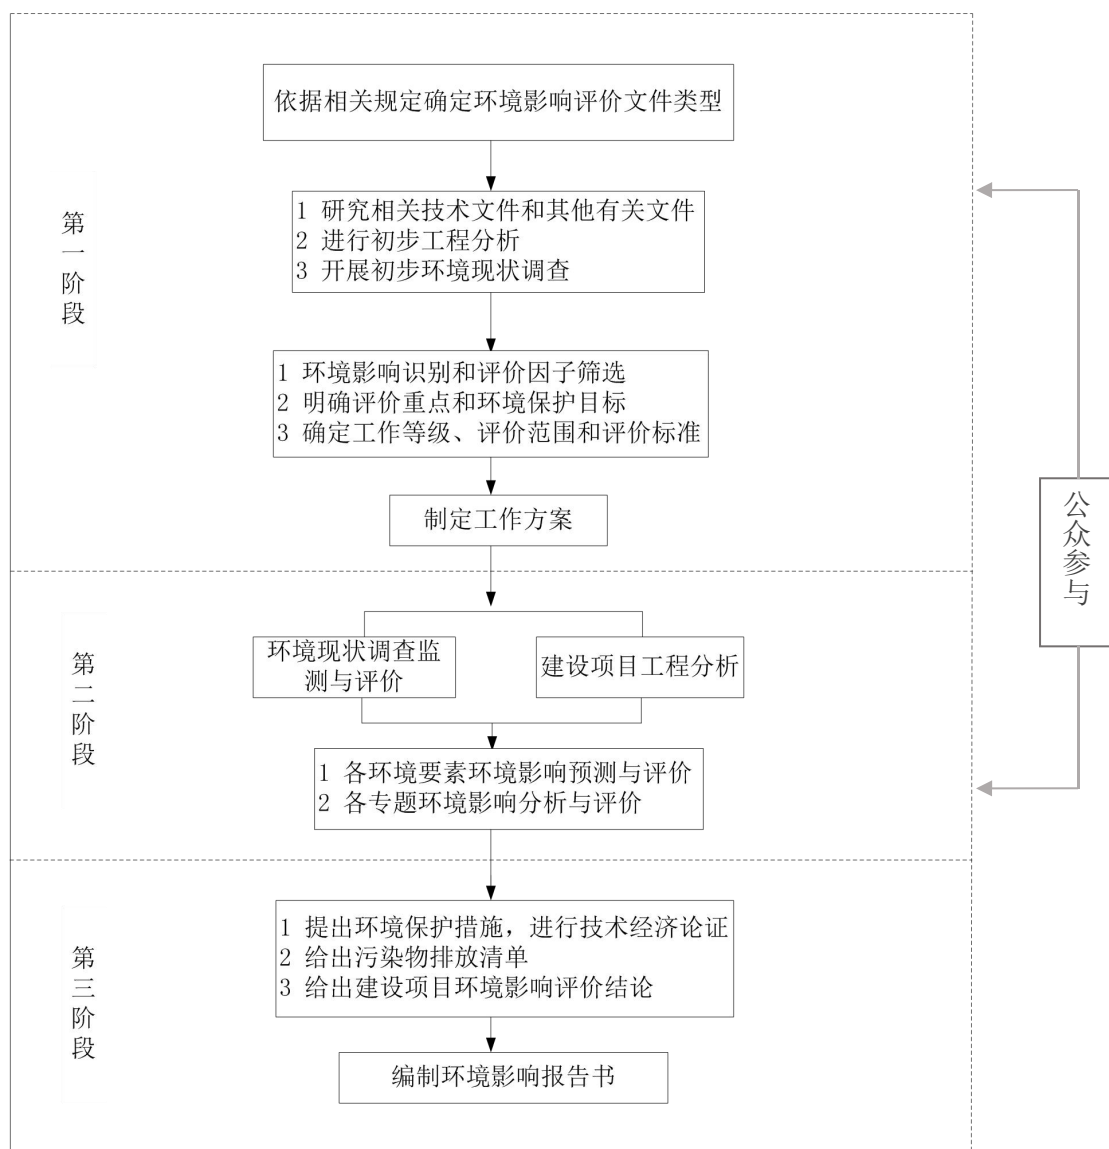 依据相关规定确定环境影响评价文件类型
第一阶段
1 研究相关技术文件和其他有关文件
2 进行初步工程分析
3 开展初步环境现状调查
1 环境影响识别和评价因子筛选
2 明确评价重点和环境保护目标
3 确定工作等级、评价范围和评价标准
制定工作方案
公众参与
第二阶段
环境现状调查监
测与评价
建设项目工程分析
1 各环境要素环境影响预测与评价
2 各专题环境影响分析与评价
第三阶段
1 提出环境保护措施，进行技术经济论证
2 给出污染物排放清单
3 给出建设项目环境影响评价结论
编制环境影响报告书